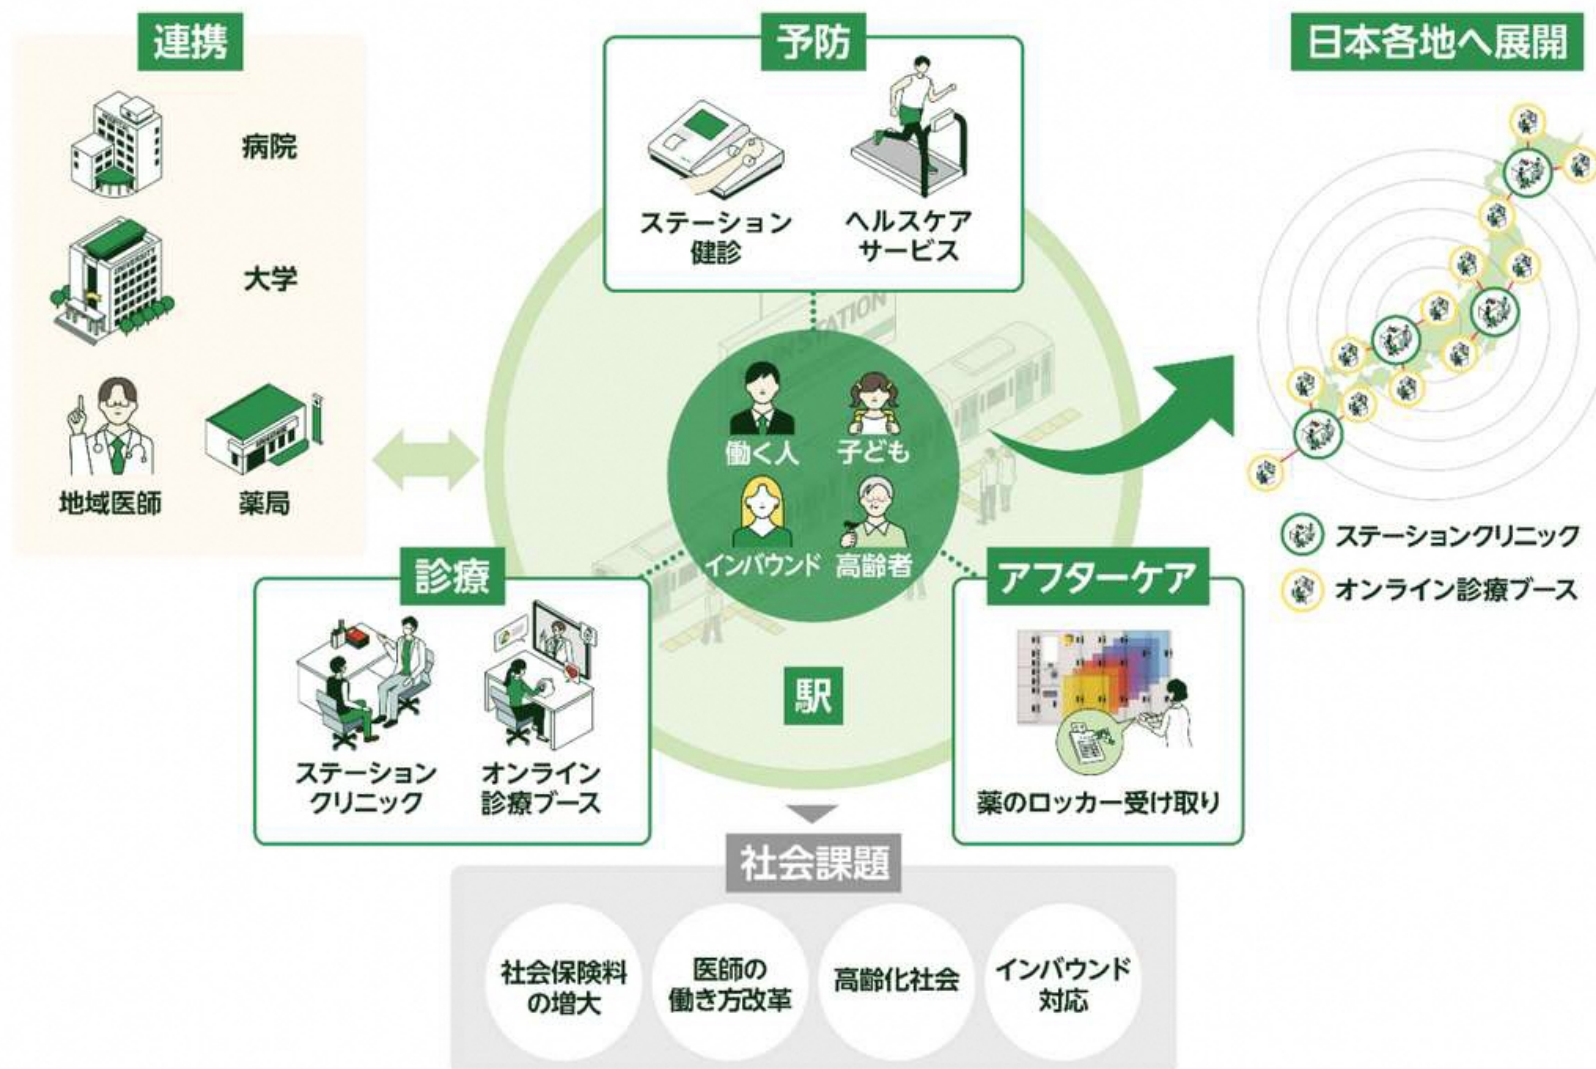 連携
病院
大学
UNIVERSITY
地域医師
薬局
予防
ステーション
健診
ヘルスケア
サービス
STATION
働く人
子ども
インバウンド
高齢者
駅
診療
ステーション
クリニック
オンライン
診療ブース
アフターケア
薬のロッカー受け取り
日本各地へ展開
ステーションクリニック
オンライン診療ブース
社会課題
社会保険料
の増大
医師の
働き方改革
高齢化社会
インバウンド
対応